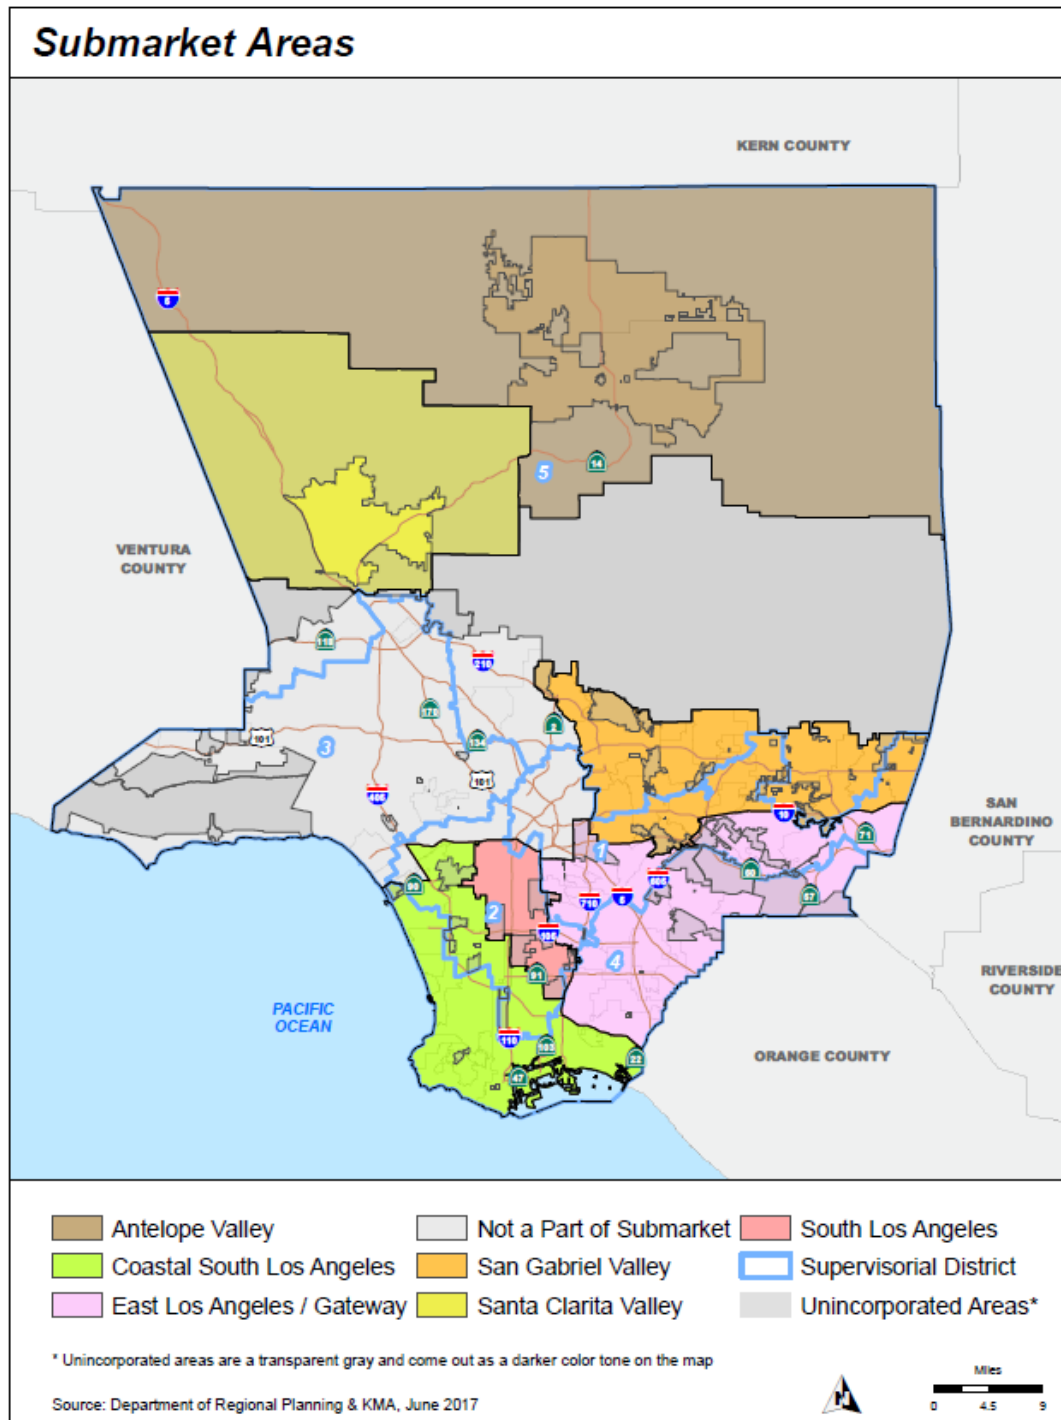 Submarket Areas
KERN COUNTY
5
14
5
VENTURA
COUNTY
118
210
170
2
101
3
134
101
405
10
SAN
BERNARDINO
COUNTY
71
1
60
605
5
710
57
90
2
105
4
91
RIVERSIDE
COUNTY
PACIFIC
OCEAN
110
103
ORANGE COUNTY
22
47
Antelope Valley
Not a Part of Submarket
South Los Angeles
Coastal South Los Angeles
San Gabriel Valley
Supervisorial District
East Los Angeles / Gateway
Santa Clarita Valley
Unincorporated Areas*
* Unincorporated areas are a transparent gray and come out as a darker color tone on the map
Source: Department of Regional Planning & KMA, June 2017
N
Miles
0 4.5 9